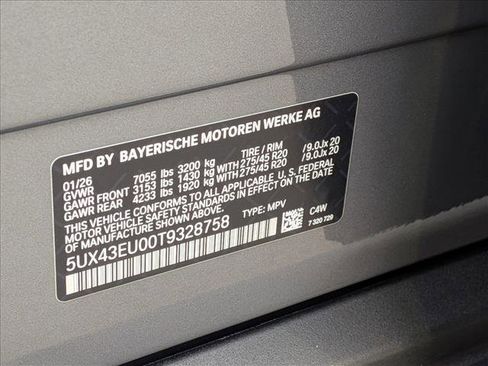 MFD BY BAYERISCHE MOTOREN WERKE AG
01/26 TIRE / RIM
GVWR 7055 lbs 3200 kg
GAWR FRONT 3153 lbs 1430 kg WITH 275/45 R20 / 9.0Jx 20
GAWR REAR 4233 lbs 1920 kg WITH 275/45 R20 / 9.0Jx 20
THIS VEHICLE CONFORMS TO ALL APPLICABLE U.S. FEDERAL
MOTOR VEHICLE SAFETY STANDARDS IN EFFECT ON THE DATE
OF MANUFACTURE SHOWN ABOVE.
5UX43EU00T9328758 TYPE: MPV C4W
7 320 729